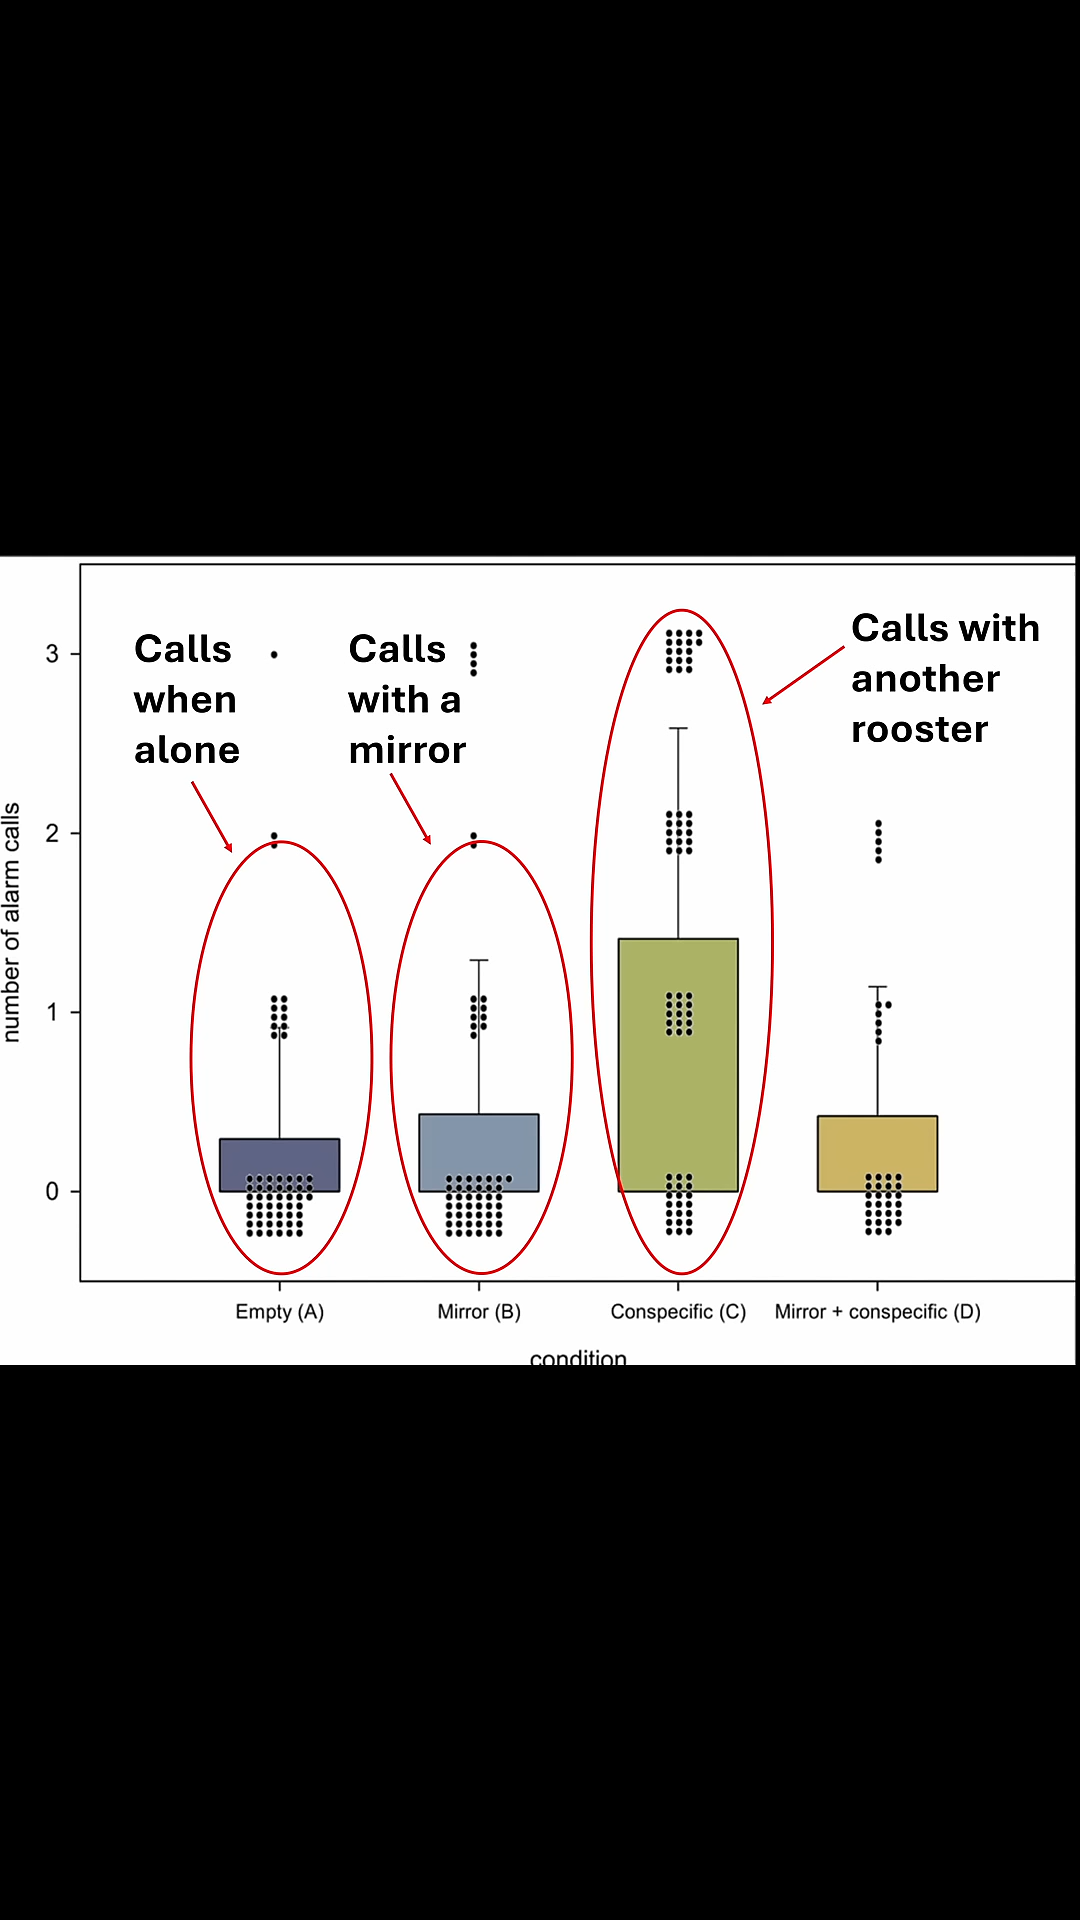 Calls
when
alone
Calls
with a
mirror
Calls with
another
rooster
number of alarm calls
3
2
1
0
Empty (A)
Mirror (B)
Conspecific (C)
Mirror + conspecific (D)
condition